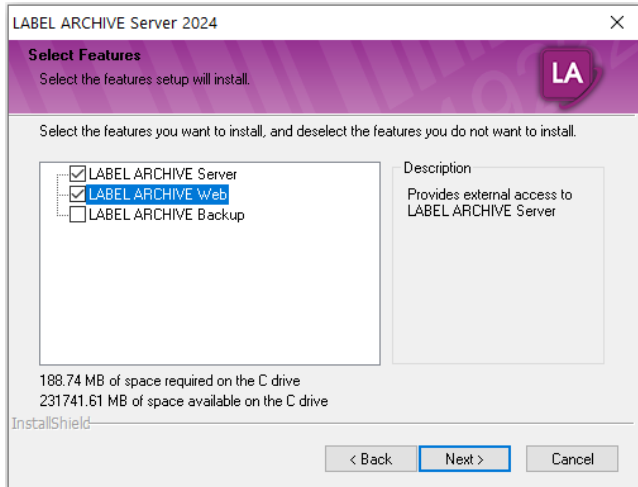 LABEL ARCHIVE Server 2024
Select Features
Select the features setup will install.
LA
Select the features you want to install, and deselect the features you do not want to install.
LABEL ARCHIVE Server
LABEL ARCHIVE Web
LABEL ARCHIVE Backup
Description
Provides external access to
LABEL ARCHIVE Server
188.74 MB of space required on the C drive
231741.61 MB of space available on the C drive
InstallShield
< Back
Next >
Cancel